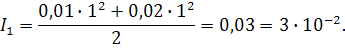 I₁ = (0,01 · 1² + 0,02 · 1²) / 2 = 0,03 = 3 · 10⁻².